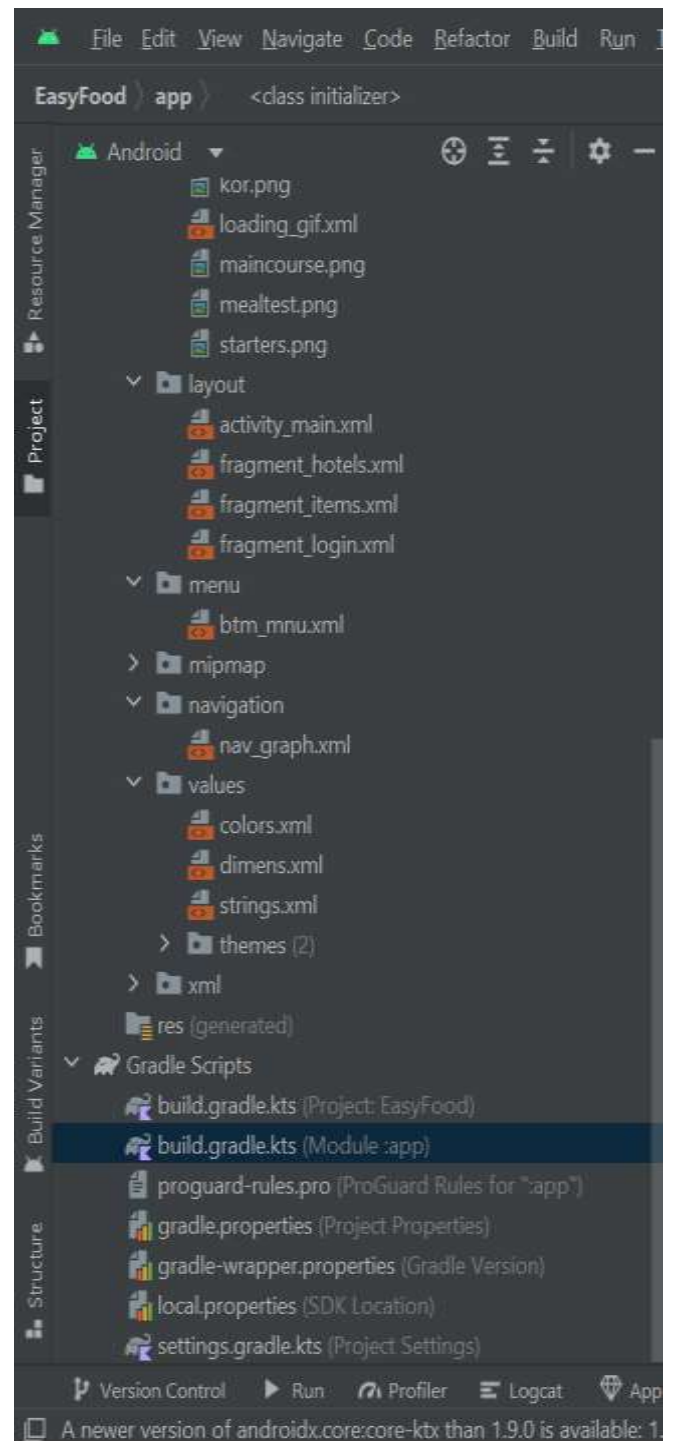 File Edit View Navigate Code Refactor Build Run
EasyFood app <class initializer>
Android
Resource Manager
Project
Bookmarks
Build Variants
Structure
kor.png
loading_gif.xml
maincourse.png
mealtest.png
starters.png
layout
activity_main.xml
fragment_hotels.xml
fragment_items.xml
fragment_login.xml
menu
btm_mnu.xml
mipmap
navigation
nav_graph.xml
values
colors.xml
dimens.xml
strings.xml
themes (2)
xml
res (generated)
Gradle Scripts
build.gradle.kts (Project: EasyFood)
build.gradle.kts (Module :app)
proguard-rules.pro (ProGuard Rules for ":app")
gradle.properties (Project Properties)
gradle-wrapper.properties (Gradle Version)
local.properties (SDK Location)
settings.gradle.kts (Project Settings)
Version Control Run Profiler Logcat App
A newer version of androidx.core:core-ktx than 1.9.0 is available: 1.